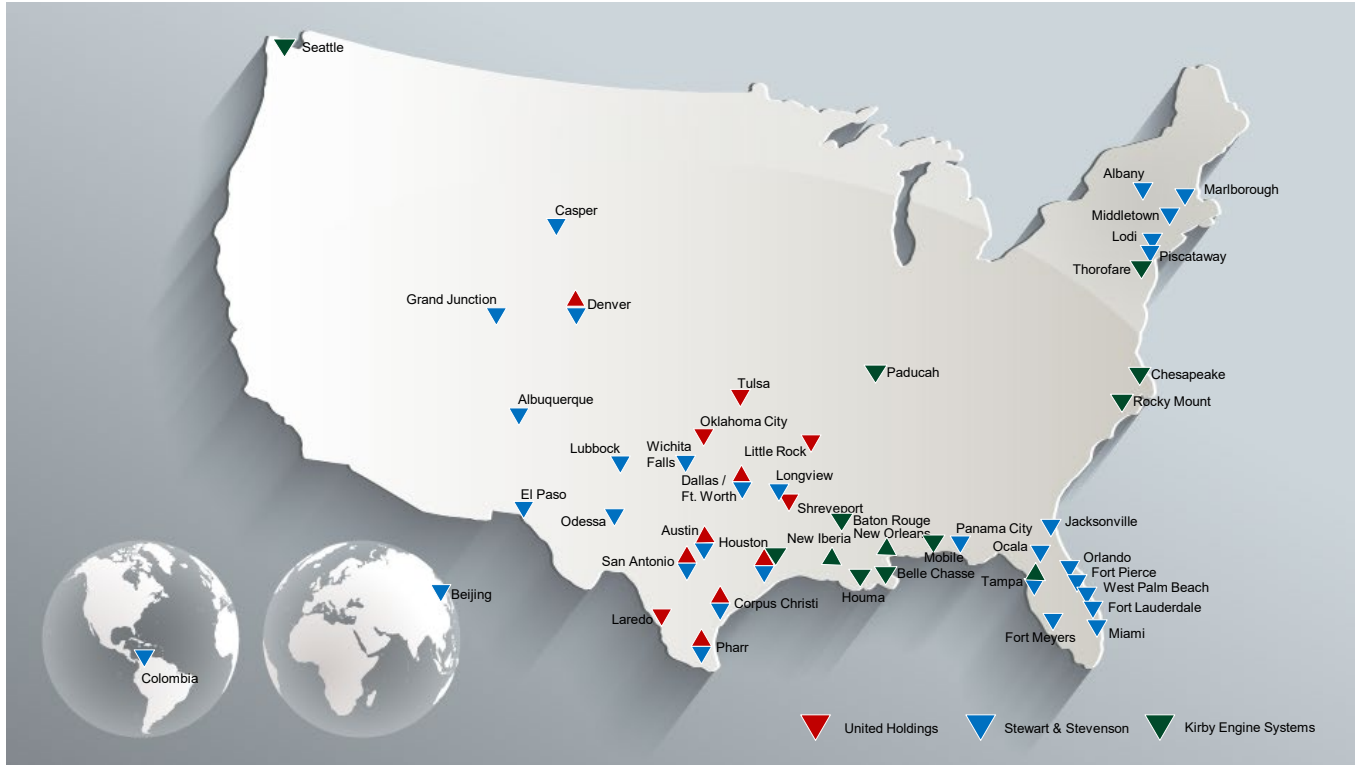 Seattle
Albany
Marlborough
Casper
Middletown
Lodi
Piscataway
Thorofare
Grand Junction
Denver
Paducah
Chesapeake
Tulsa
Albuquerque
Rocky Mount
Oklahoma City
Lubbock
Wichita
Falls
Little Rock
Dallas /
Ft. Worth
Longview
El Paso
Shreveport
Odessa
Baton Rouge
Jacksonville
Austin
Houston
New Iberia
New Orleans
Panama City
Mobile
Ocala
San Antonio
Orlando
Belle Chasse
Fort Pierce
Tampa
West Palm Beach
Beijing
Houma
Corpus Christi
Fort Lauderdale
Laredo
Fort Meyers
Miami
Pharr
Colombia
United Holdings
Stewart & Stevenson
Kirby Engine Systems